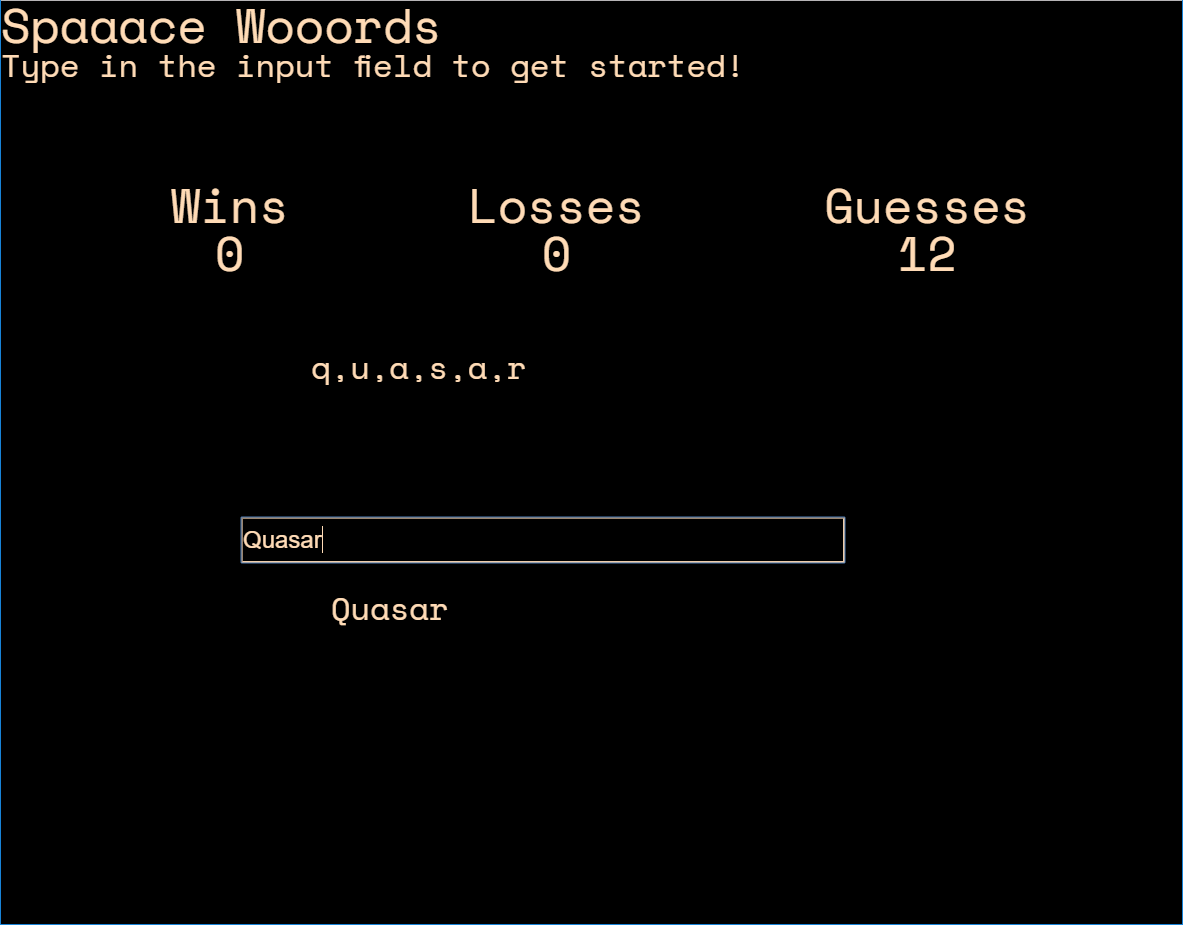 Spaaace Wooords
Type in the input field to get started!
Wins Losses Guesses
0 0 12
q,u,a,s,a,r
Quasar
Quasar